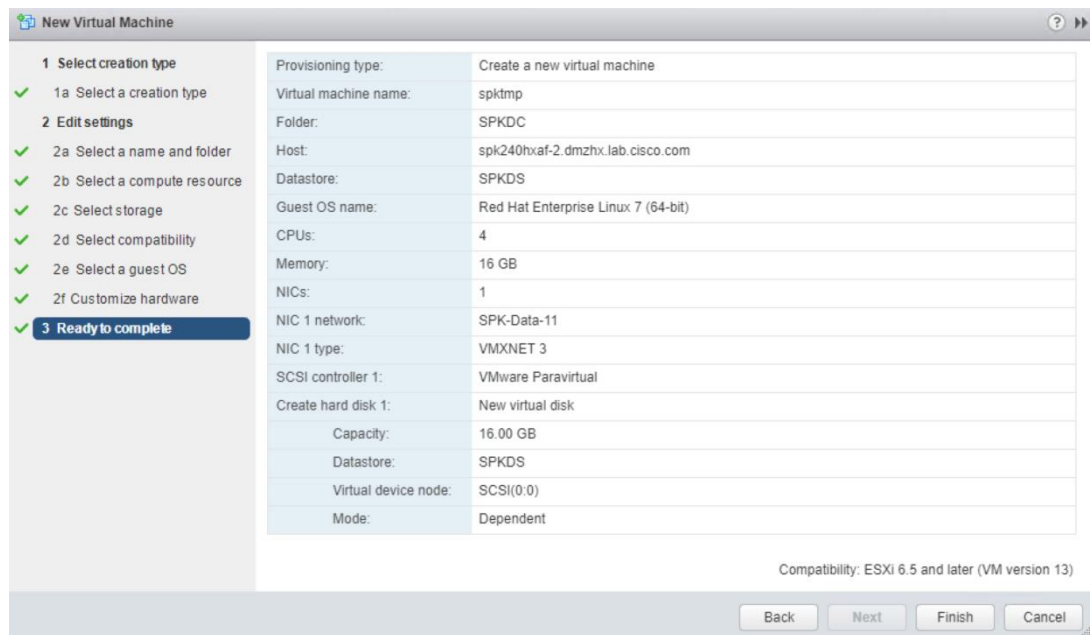 New Virtual Machine
1 Select creation type
1a Select a creation type
2 Edit settings
2a Select a name and folder
2b Select a compute resource
2c Select storage
2d Select compatibility
2e Select a guest OS
2f Customize hardware
3 Ready to complete
Provisioning type: Create a new virtual machine
Virtual machine name: spktmp
Folder: SPKDC
Host: spk240hxaf-2.dmzhx.lab.cisco.com
Datastore: SPKDS
Guest OS name: Red Hat Enterprise Linux 7 (64-bit)
CPUs: 4
Memory: 16 GB
NICs: 1
NIC 1 network: SPK-Data-11
NIC 1 type: VMXNET 3
SCSI controller 1: VMware Paravirtual
Create hard disk 1: New virtual disk
Capacity: 16.00 GB
Datastore: SPKDS
Virtual device node: SCSI(0:0)
Mode: Dependent
Compatibility: ESXi 6.5 and later (VM version 13)
Back Next Finish Cancel